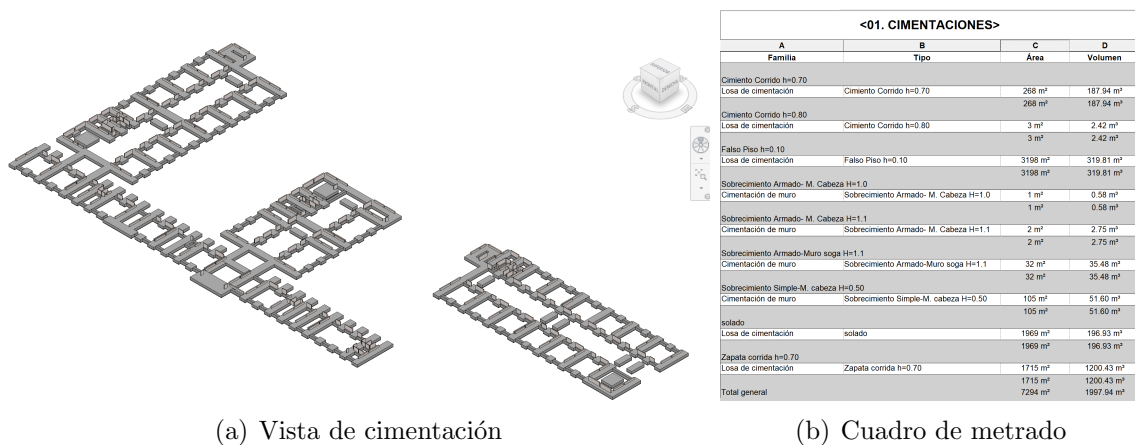 <01. CIMENTACIONES>
A B C D
Familia Tipo Área Volumen
Cimiento Corrido h=0.70
Losa de cimentación Cimiento Corrido h=0.70 268 m² 187.94 m³
268 m² 187.94 m³
Cimiento Corrido h=0.80
Losa de cimentación Cimiento Corrido h=0.80 3 m² 2.42 m³
3 m² 2.42 m³
Falso Piso h=0.10
Losa de cimentación Falso Piso h=0.10 3198 m² 319.81 m³
3198 m² 319.81 m³
Sobrecimiento Armado- M. Cabeza H=1.0
Cimentación de muro Sobrecimiento Armado- M. Cabeza H=1.0 1 m² 0.58 m³
1 m² 0.58 m³
Sobrecimiento Armado- M. Cabeza H=1.1
Cimentación de muro Sobrecimiento Armado- M. Cabeza H=1.1 2 m² 2.75 m³
2 m² 2.75 m³
Sobrecimiento Armado-Muro soga H=1.1
Cimentación de muro Sobrecimiento Armado-Muro soga H=1.1 32 m² 35.48 m³
32 m² 35.48 m³
Sobrecimiento Simple-M. cabeza H=0.50
Cimentación de muro Sobrecimiento Simple-M. cabeza H=0.50 105 m² 51.60 m³
105 m² 51.60 m³
solado
Losa de cimentación solado 1969 m² 196.93 m³
1969 m² 196.93 m³
Zapata corrida h=0.70
Losa de cimentación Zapata corrida h=0.70 1715 m² 1200.43 m³
1715 m² 1200.43 m³
Total general 7294 m² 1997.94 m³
(a) Vista de cimentación
(b) Cuadro de metrado